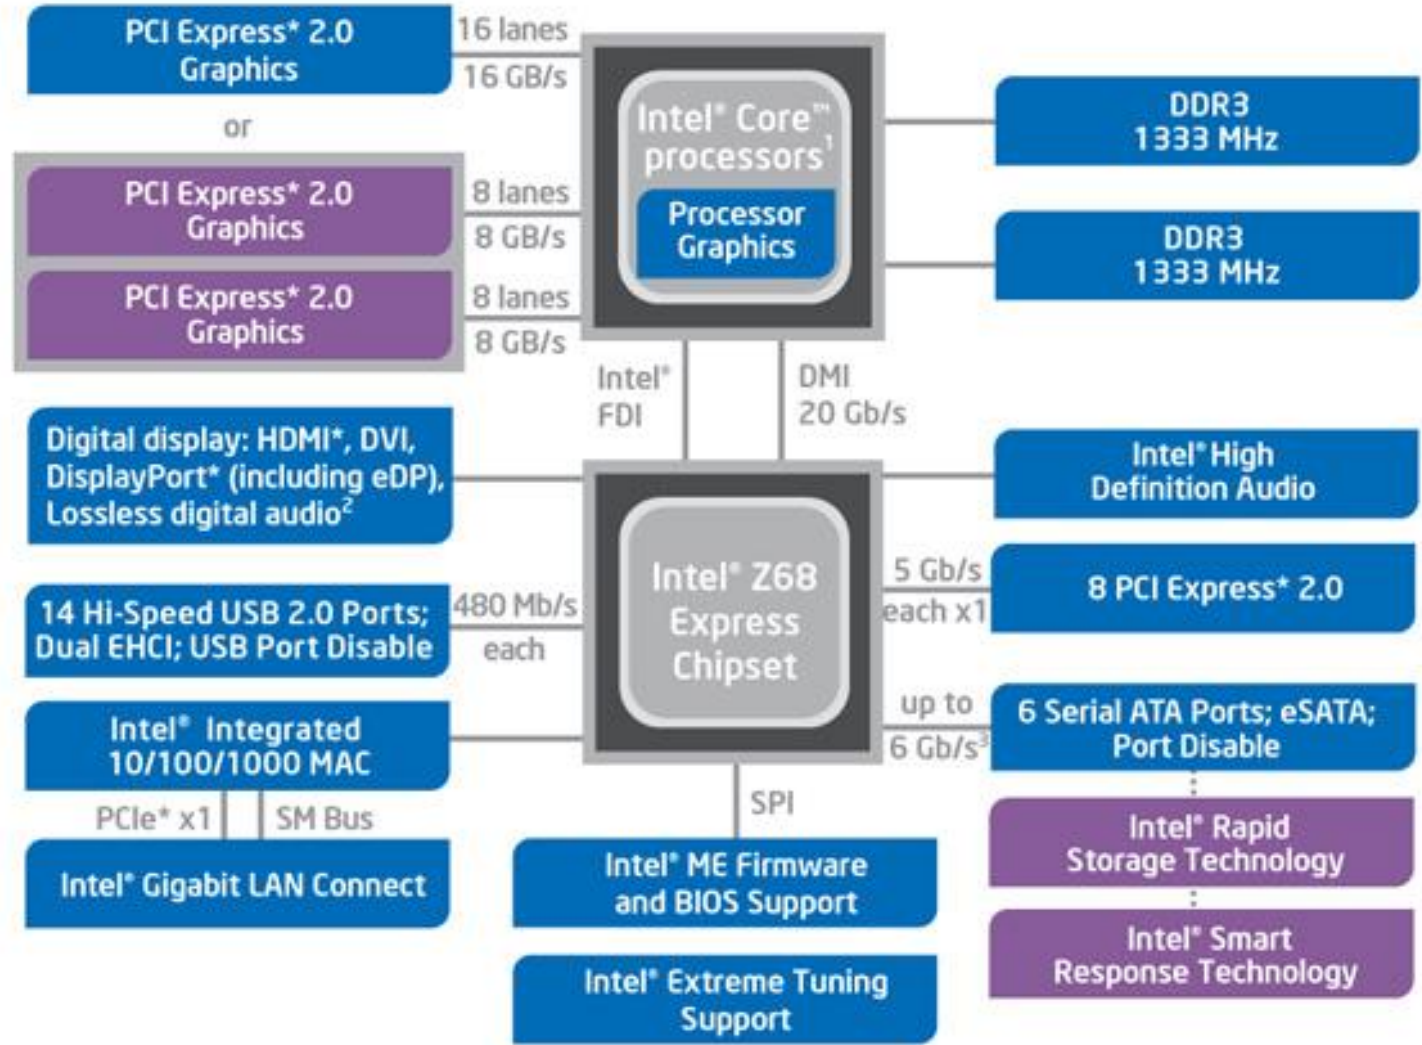 PCI Express* 2.0
Graphics
16 lanes
16 GB/s
or
PCI Express* 2.0
Graphics
8 lanes
8 GB/s
PCI Express* 2.0
Graphics
8 lanes
8 GB/s
Intel® Core™
processors¹
Processor
Graphics
DDR3
1333 MHz
DDR3
1333 MHz
Intel®
FDI
DMI
20 Gb/s
Digital display: HDMI*, DVI,
DisplayPort* (including eDP),
Lossless digital audio²
14 Hi-Speed USB 2.0 Ports;
Dual EHCI; USB Port Disable
480 Mb/s
each
Intel® Integrated
10/100/1000 MAC
PCIe* x1
SM Bus
Intel® Gigabit LAN Connect
Intel® Z68
Express
Chipset
Intel® High
Definition Audio
5 Gb/s
each x1
8 PCI Express* 2.0
up to
6 Gb/s³
6 Serial ATA Ports; eSATA;
Port Disable
Intel® Rapid
Storage Technology
Intel® Smart
Response Technology
SPI
Intel® ME Firmware
and BIOS Support
Intel® Extreme Tuning
Support